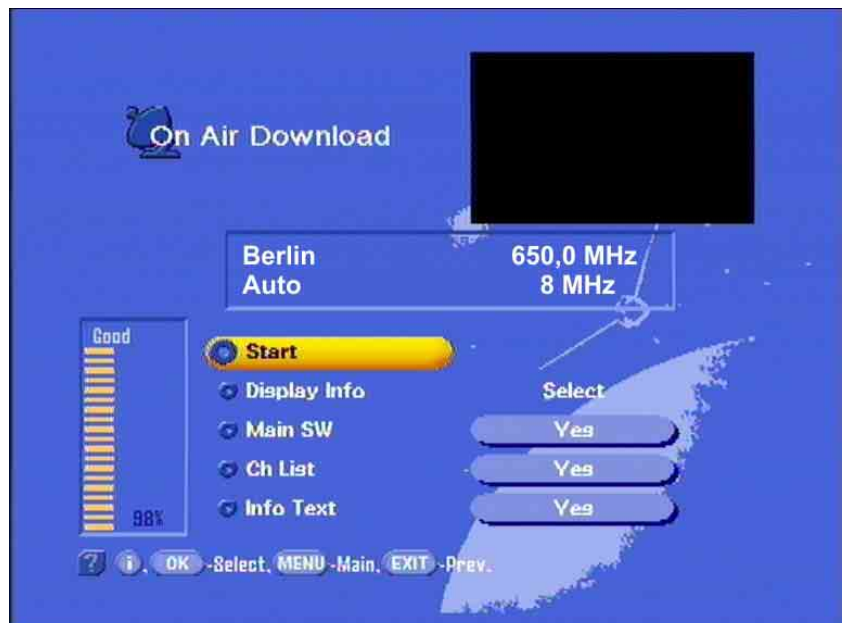 On Air Download
Berlin 650,0 MHz
Auto 8 MHz
Good
Start
Display Info Select
Main SW Yes
Ch List Yes
Info Text Yes
98%
? i, OK -Select, MENU -Main, EXIT -Prev.